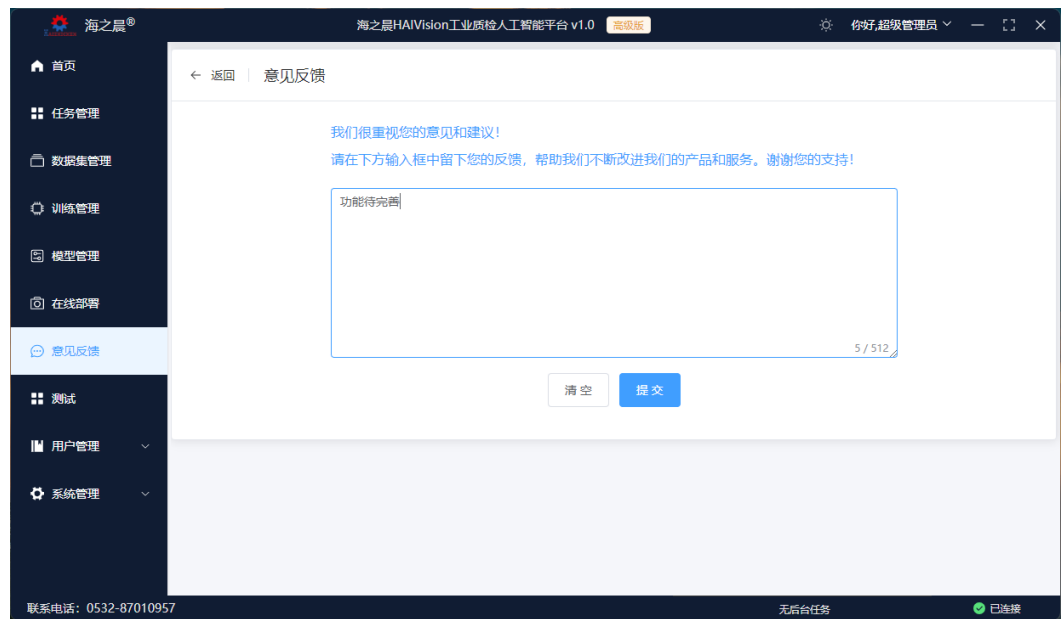 海之晨®
海之晨HAIVision工业质检人工智能平台 v1.0 高级版
你好,超级管理员
首页
任务管理
数据集管理
训练管理
模型管理
在线部署
意见反馈
测试
用户管理
系统管理
返回
意见反馈
我们很重视您的意见和建议!
请在下方输入框中留下您的反馈，帮助我们不断改进我们的产品和服务。谢谢您的支持!
功能待完善
5 / 512
清空
提交
联系电话：0532-87010957
无后台任务
已连接